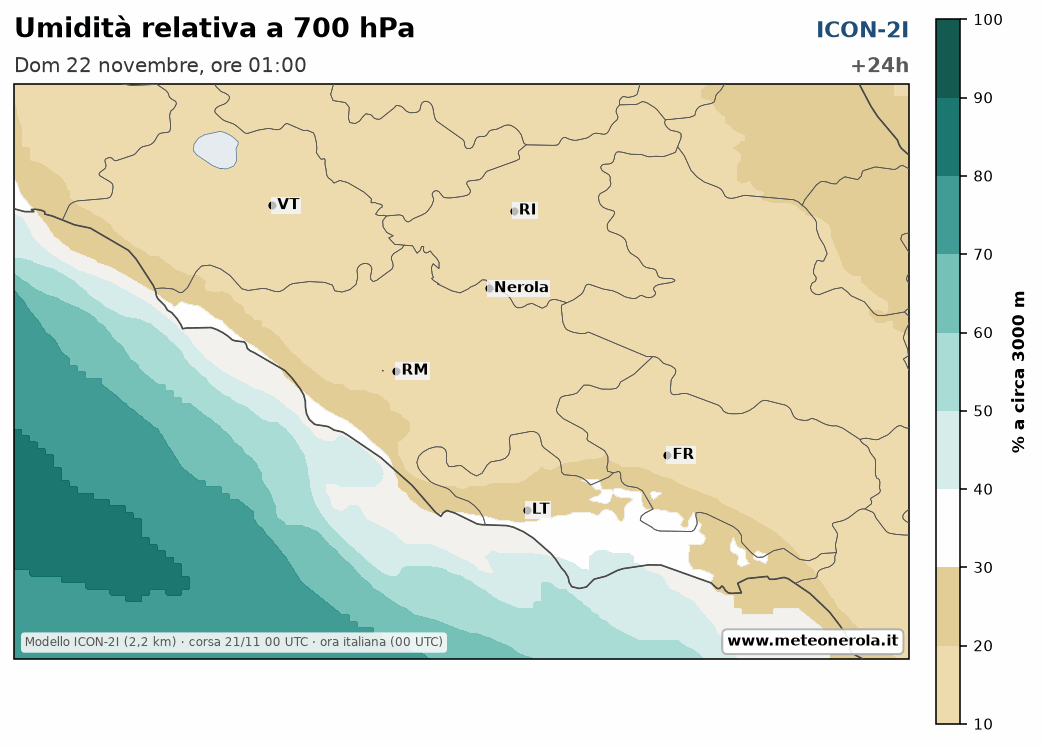 Umidità relativa a 700 hPa
ICON-2I
Dom 22 novembre, ore 01:00
+24h
VT
RI
Nerola
RM
FR
LT
Modello ICON-2I (2,2 km) · corsa 21/11 00 UTC · ora italiana (00 UTC)
www.meteonerola.it
100
90
80
70
60
50
40
30
20
10
% a circa 3000 m